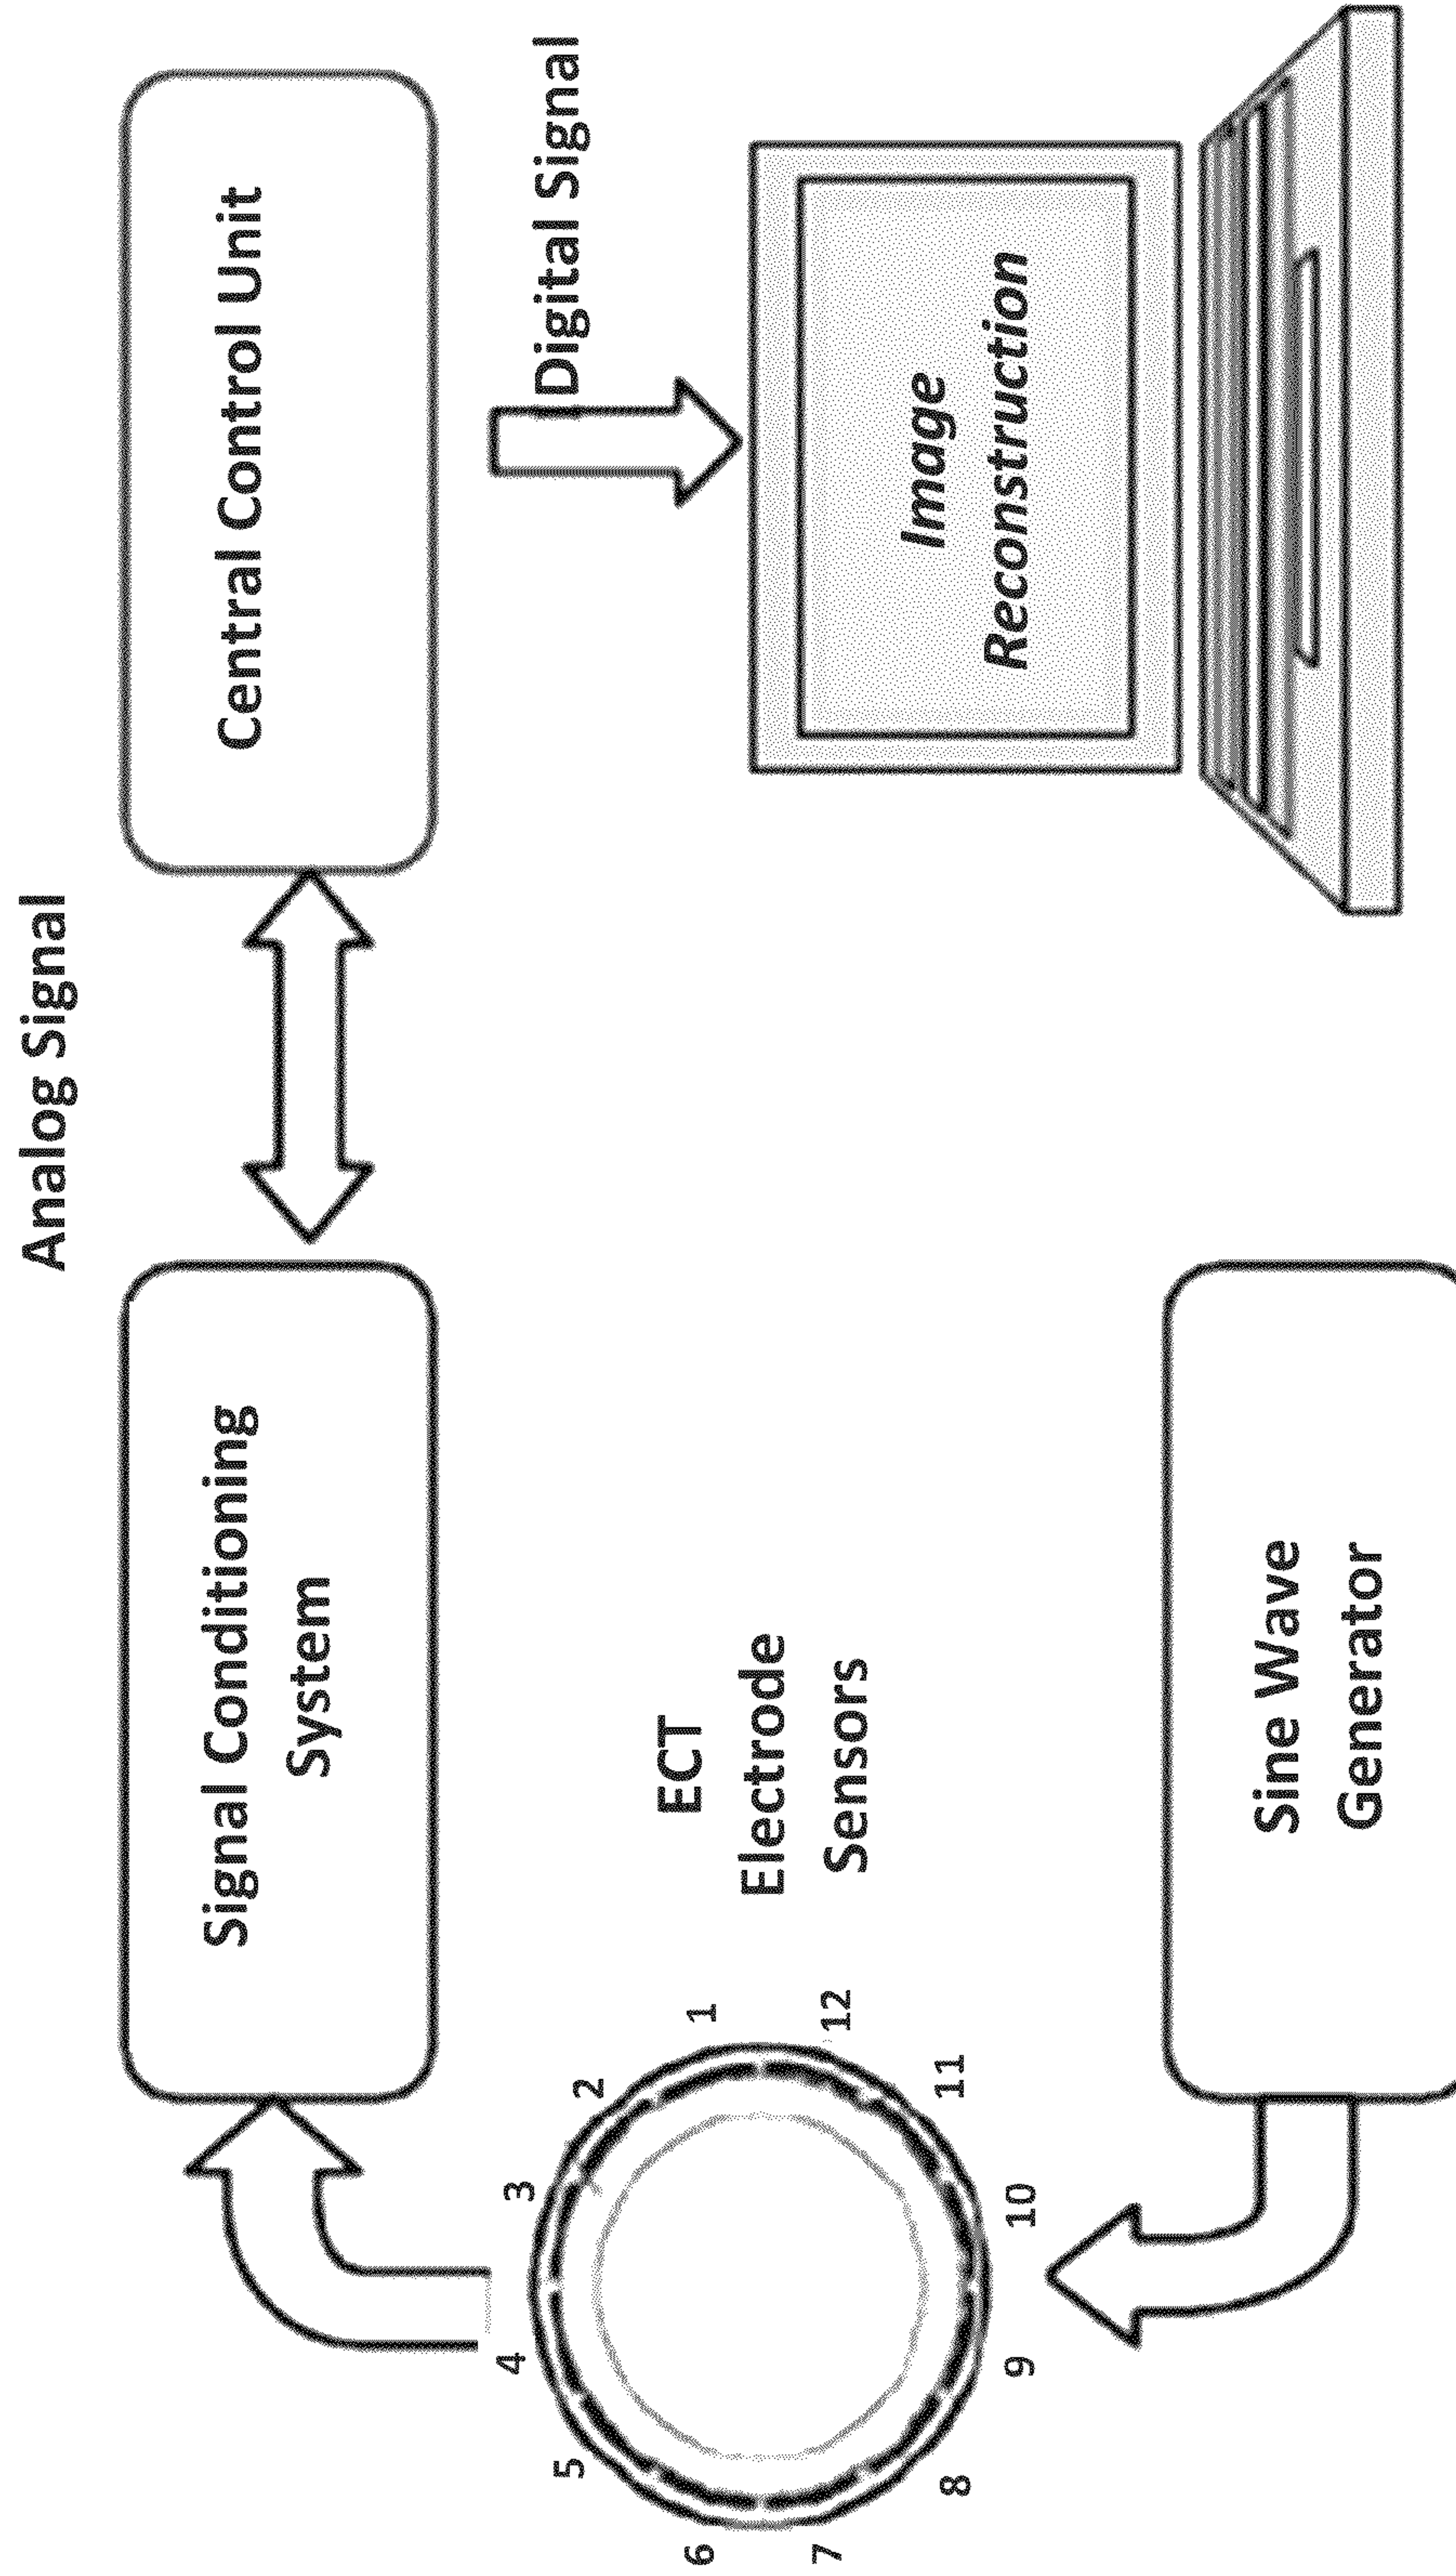 Analog Signal
Signal Conditioning
System
Central Control Unit
Digital Signal
ECT
Electrode
Sensors
1
2
3
4
5
6
7
8
9
10
11
12
Image
Reconstruction
Sine Wave
Generator